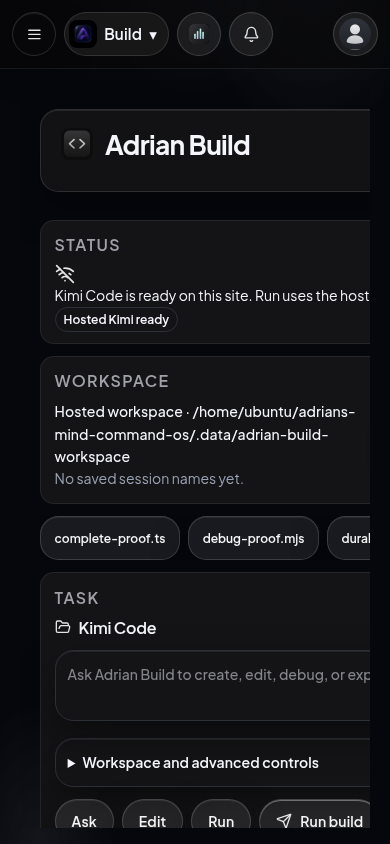 Build ▾
Adrian Build
STATUS
Kimi Code is ready on this site. Run uses the host
Hosted Kimi ready
WORKSPACE
Hosted workspace · /home/ubuntu/adrians-
mind-command-os/.data/adrian-build-
workspace
No saved session names yet.
complete-proof.ts debug-proof.mjs
TASK
Kimi Code
Ask Adrian Build to create, edit, debug, or
▶ Workspace and advanced controls
Ask Edit Run Run build